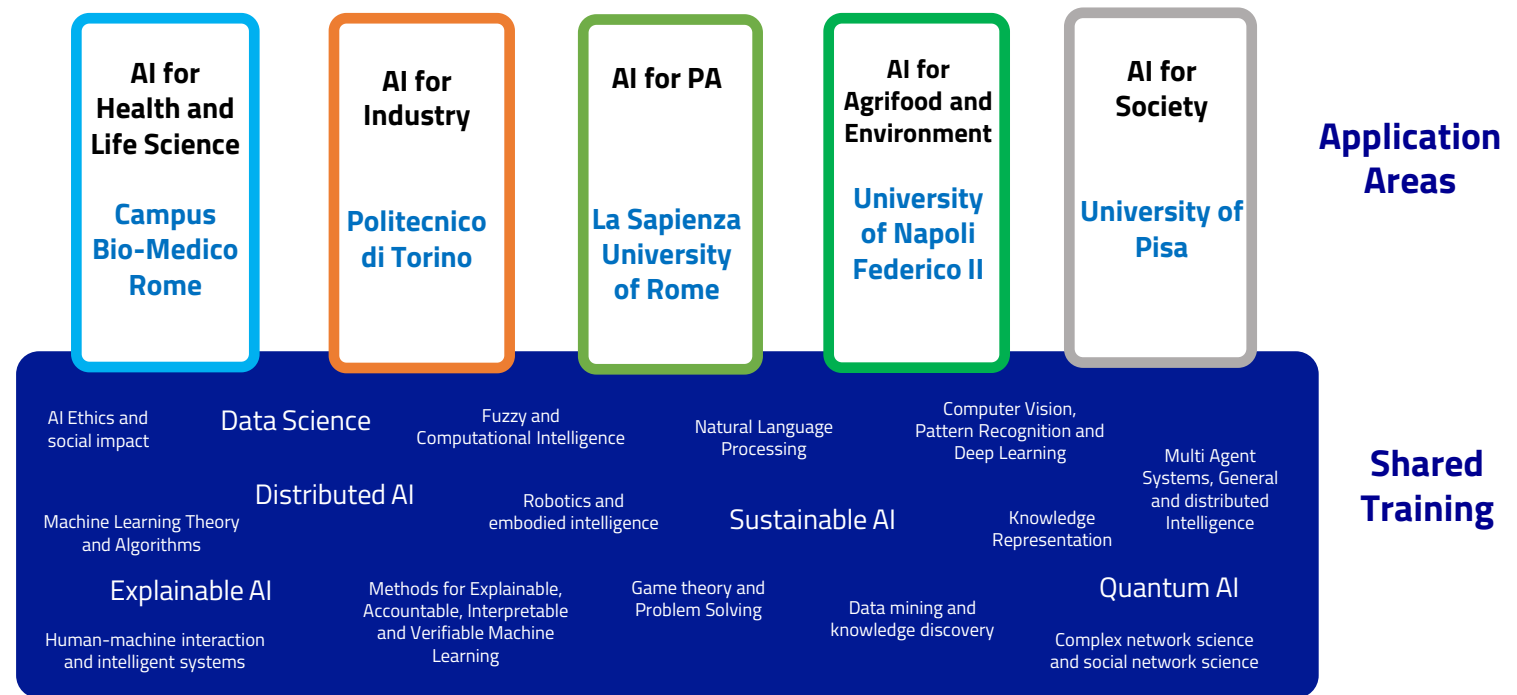 AI for
Health and
Life Science
Campus
Bio-Medico
Rome
AI for
Industry
Politecnico
di Torino
AI for PA
La Sapienza
University
of Rome
AI for
Agrifood and
Environment
University
of Napoli
Federico II
AI for
Society
University of
Pisa
Application
Areas
AI Ethics and
social impact
Data Science
Fuzzy and
Computational Intelligence
Natural Language
Processing
Computer Vision,
Pattern Recognition and
Deep Learning
Multi Agent
Systems, General
and distributed
Intelligence
Shared
Training
Distributed AI
Robotics and
embodied intelligence
Sustainable AI
Knowledge
Representation
Machine Learning Theory
and Algorithms
Explainable AI
Methods for Explainable,
Accountable, Interpretable
and Verifiable Machine
Learning
Game theory and
Problem Solving
Data mining and
knowledge discovery
Quantum AI
Human-machine interaction
and intelligent systems
Complex network science
and social network science